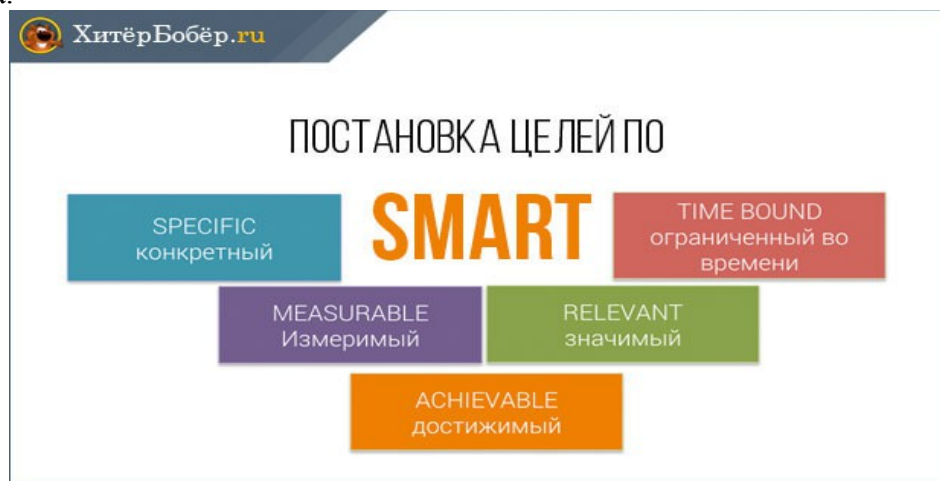 ХитёрБобёр.ru
ПОСТАНОВКА ЦЕЛЕЙ ПО
SMART
SPECIFIC
конкретный
TIME BOUND
ограниченный во
времени
MEASURABLE
Измеримый
RELEVANT
значимый
ACHIEVABLE
достижимый